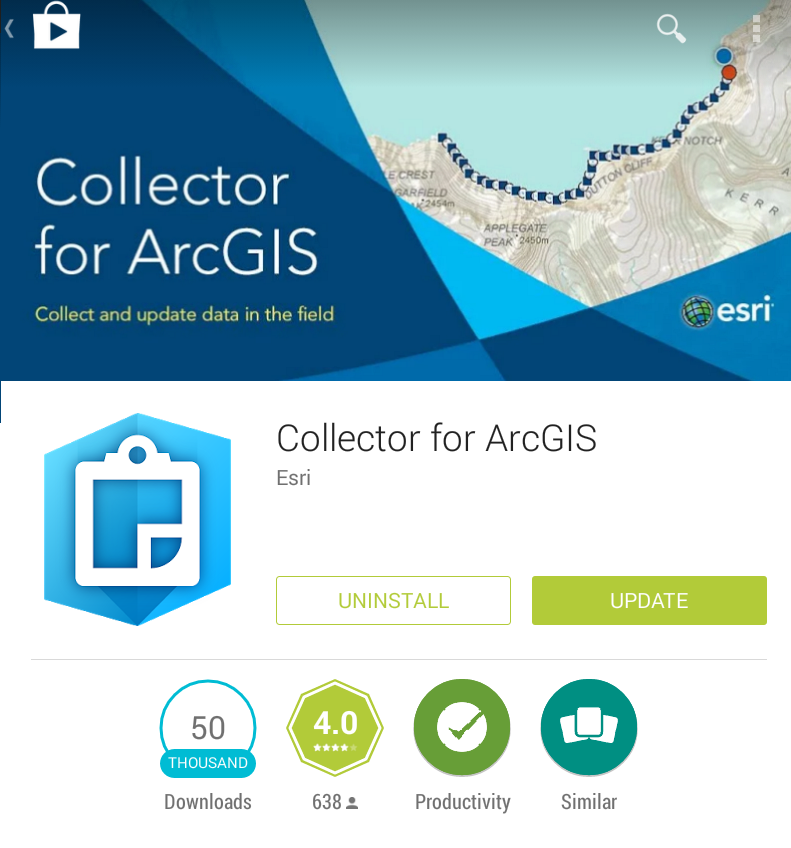 Collector
for ArcGIS
Collect and update data in the field
LE CREST
GARFIELD
2454m
APPLEGATE
PEAK 2450m
DUTTON CLIFF
NOTCH
KERR
esri
Collector for ArcGIS
Esri
UNINSTALL
UPDATE
50
THOUSAND
4.0
Downloads
638
Productivity
Similar